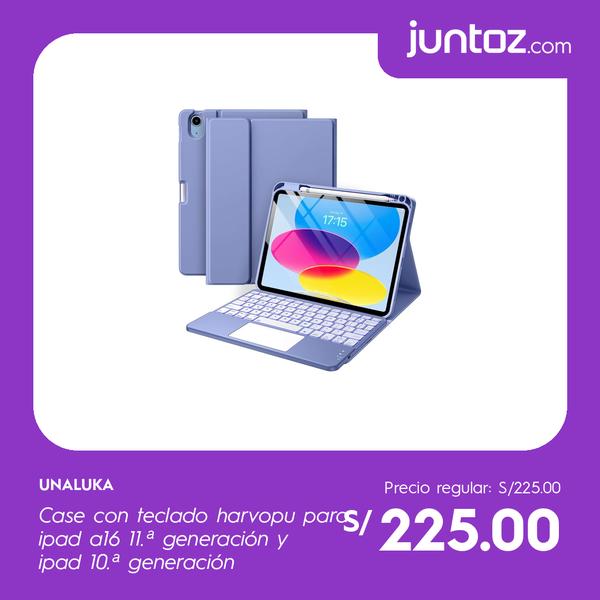 juntoz.com
17:15
UNALUKA
Case con teclado harvopu para
ipad a16 11.ª generación y
ipad 10.ª generación
Precio regular: S/225.00
S/ 225.00